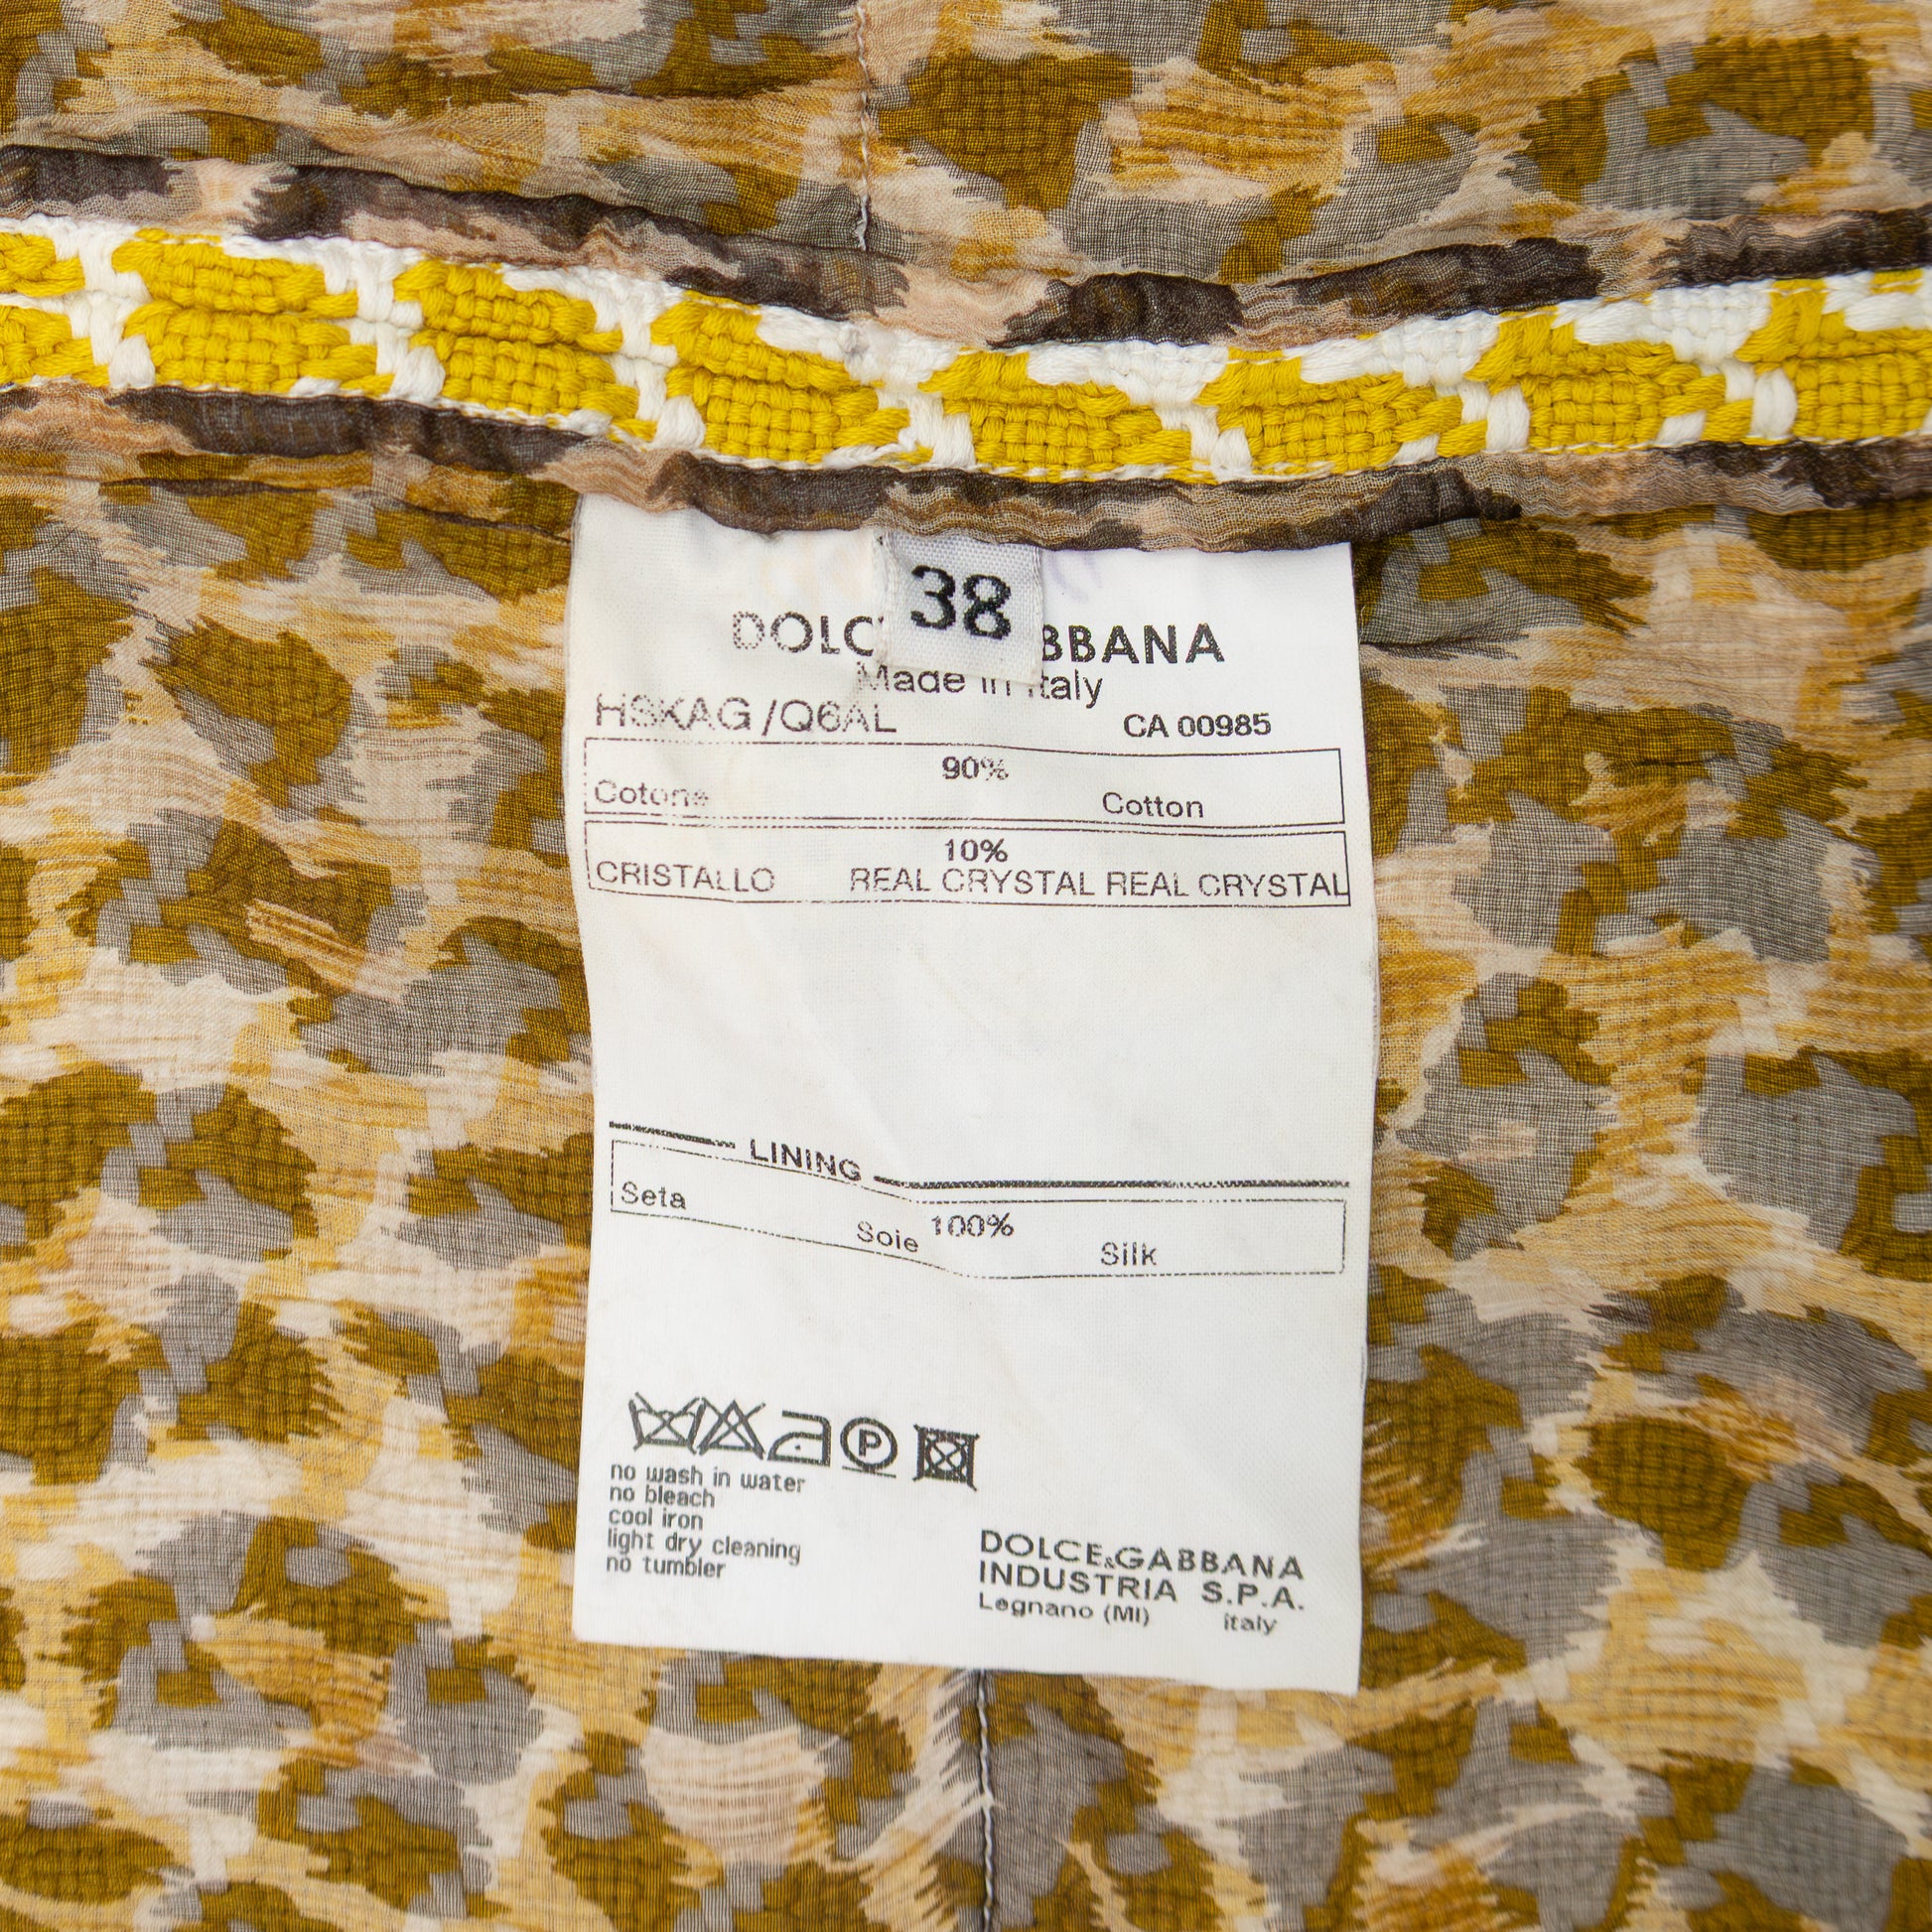 38
DOLC BBANA
Made in Italy
HSKAG /Q6AL CA 00985
90%
Cotone Cotton
10%
CRISTALLO REAL CRYSTAL REAL CRYSTAL
LINING
Seta Soie 100% Silk
P
no wash in water
no bleach
cool iron
light dry cleaning
no tumbler
DOLCE&GABBANA
INDUSTRIA S.P.A.
Legnano (MI) italy